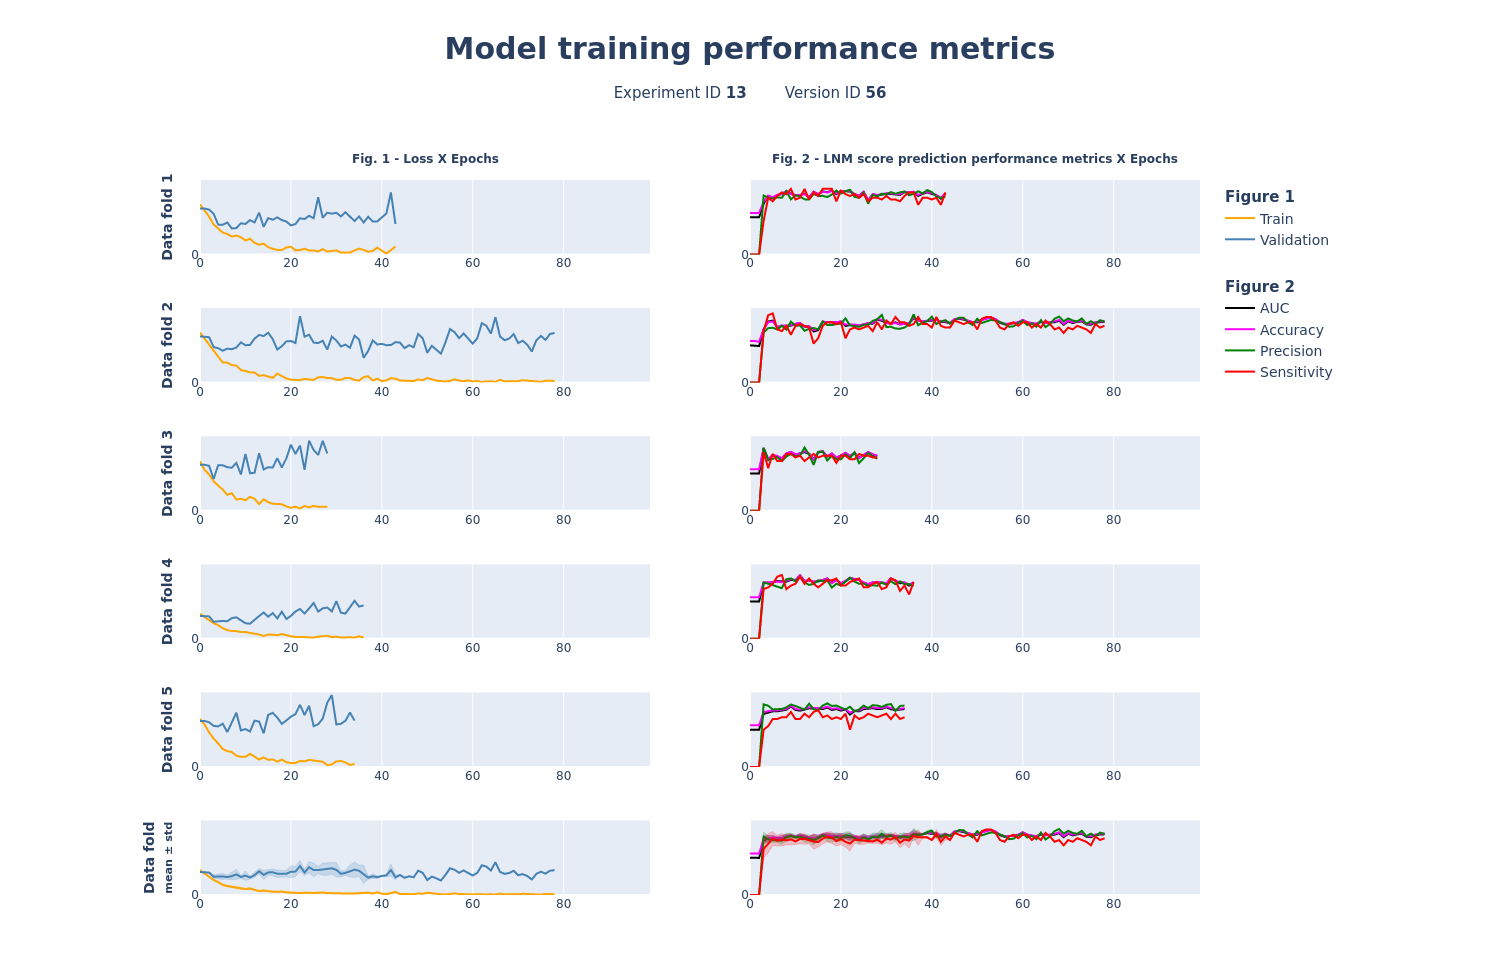 Model training performance metrics
Experiment ID 13 Version ID 56
Fig. 1 - Loss X Epochs
Fig. 2 - LNM score prediction performance metrics X Epochs
Data fold 1
0
0 20 40 60 80
0
0 20 40 60 80
Figure 1
Train
Validation
Figure 2
AUC
Accuracy
Precision
Sensitivity
Data fold 2
0
0 20 40 60 80
0
0 20 40 60 80
Data fold 3
0
0 20 40 60 80
0
0 20 40 60 80
Data fold 4
0
0 20 40 60 80
0
0 20 40 60 80
Data fold 5
0
0 20 40 60 80
0
0 20 40 60 80
Data fold
mean ± std
0
0 20 40 60 80
0
0 20 40 60 80